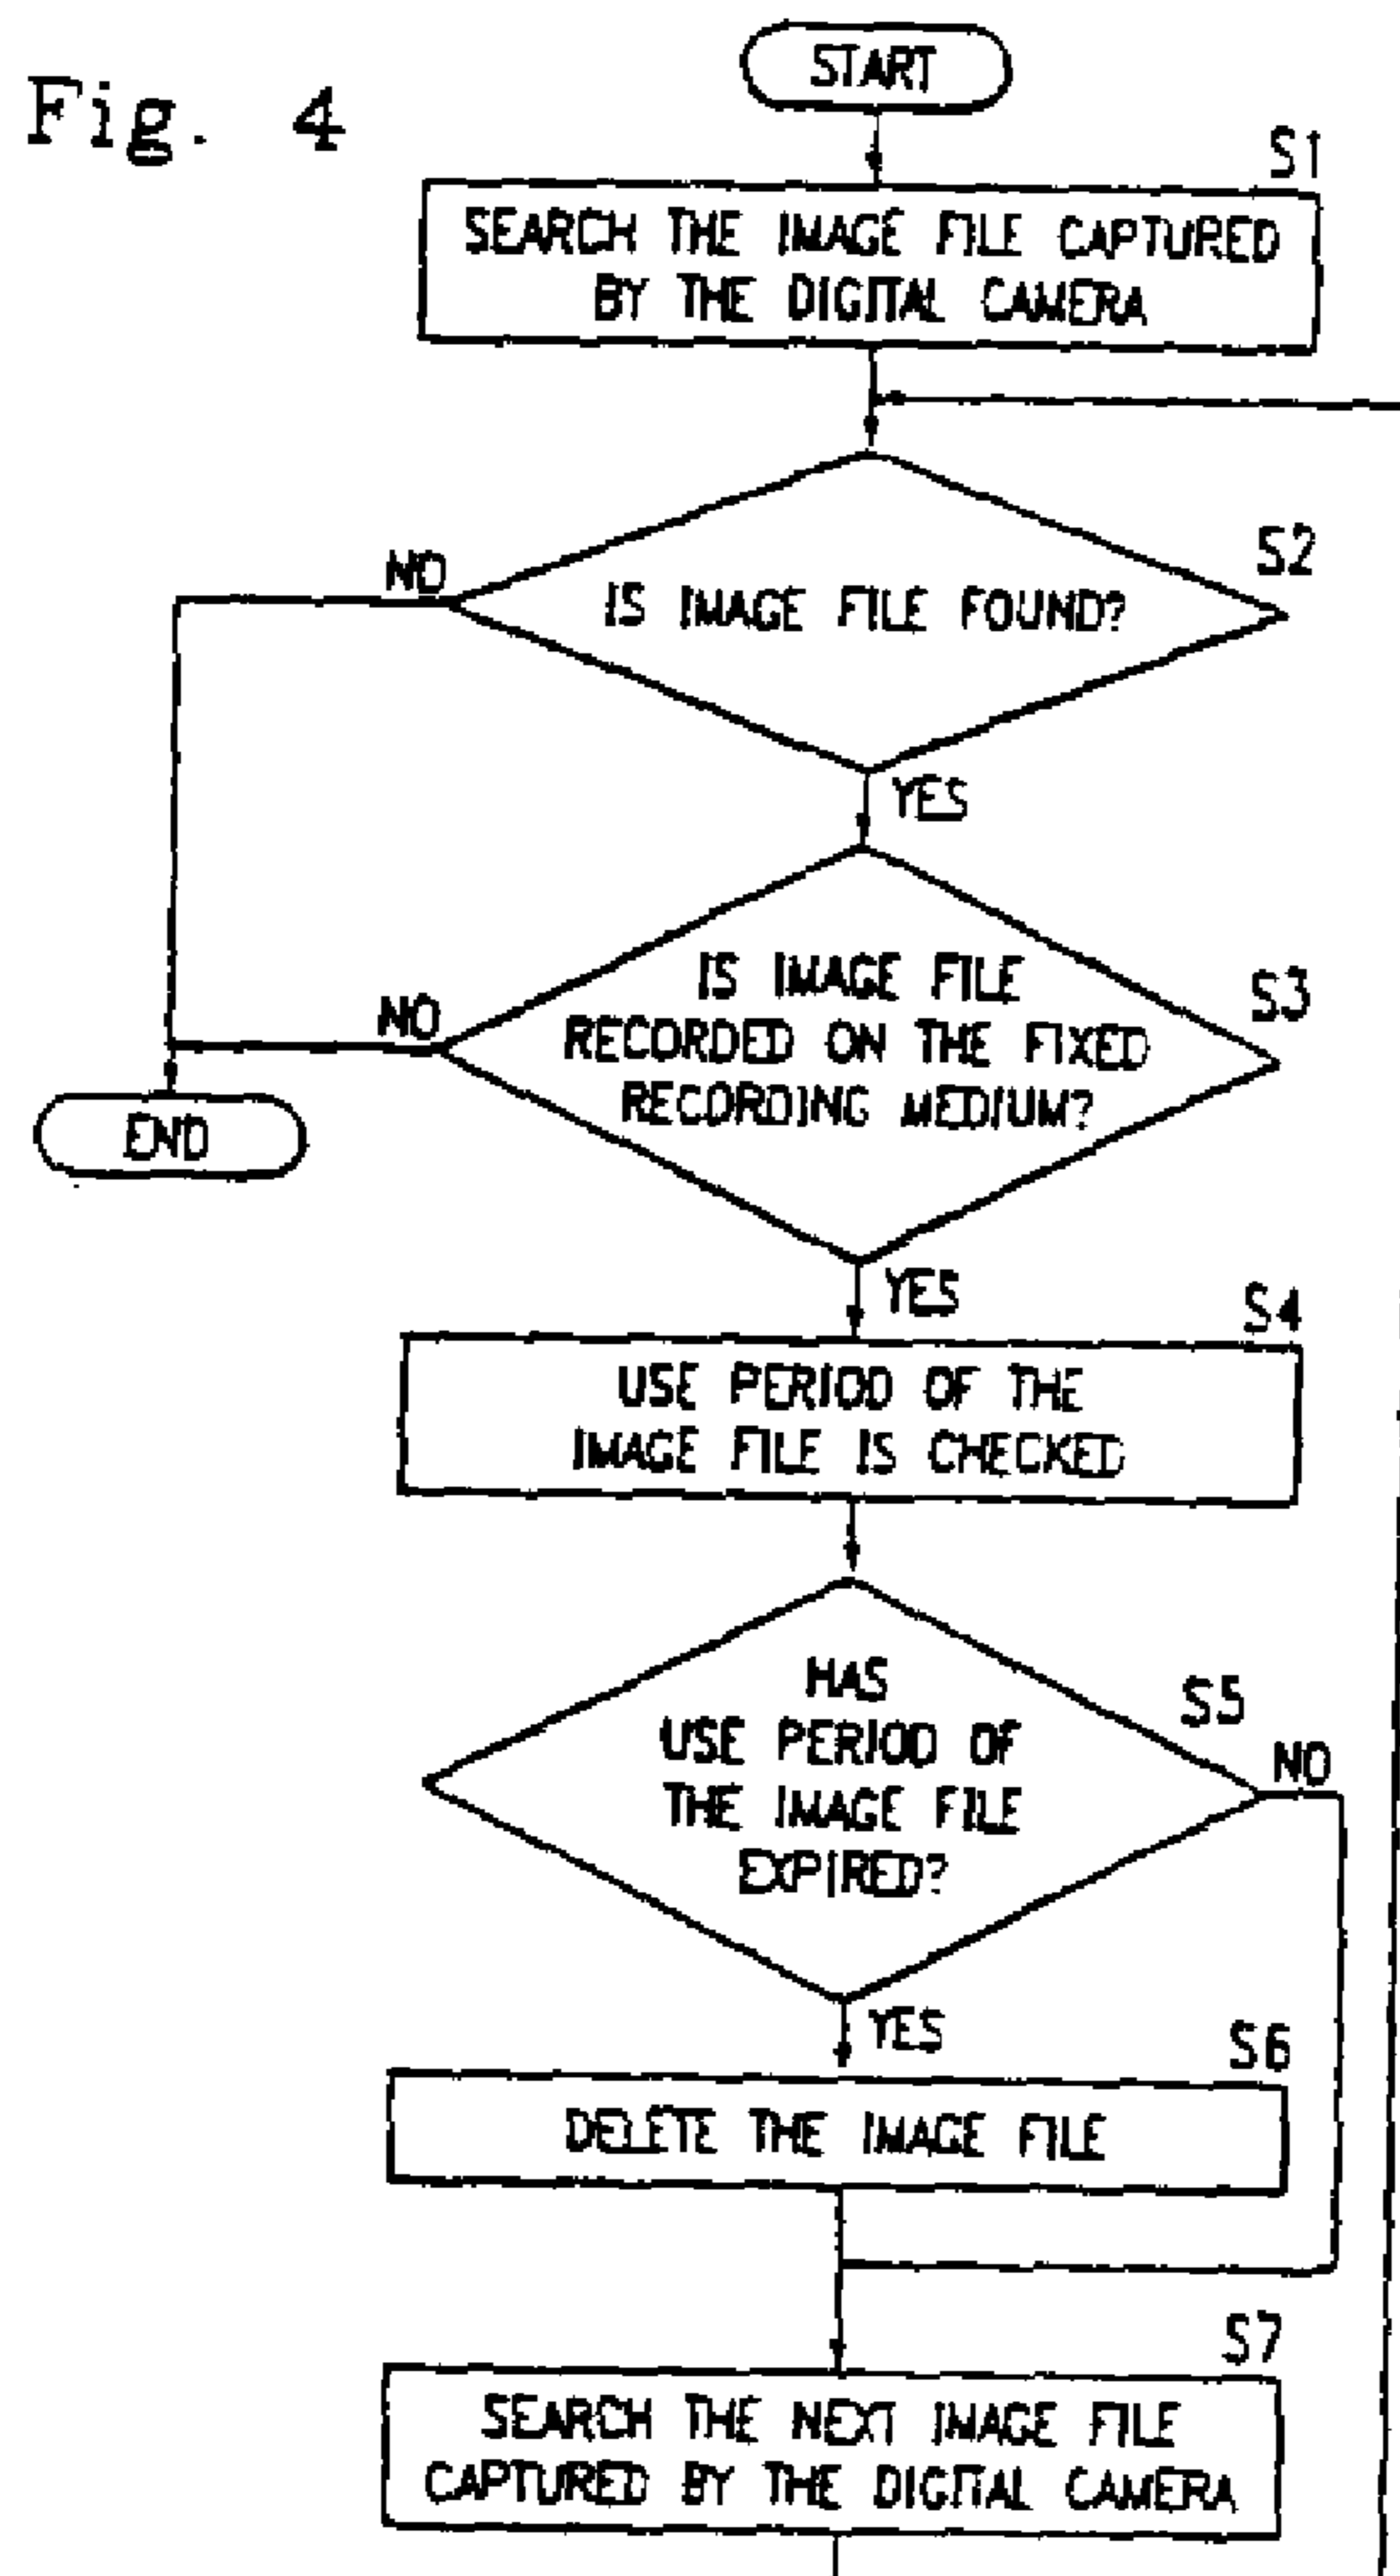 Fig. 4
START
S1
SEARCH THE IMAGE FILE CAPTURED
BY THE DIGITAL CAMERA
S2
NO
IS IMAGE FILE FOUND?
YES
IS IMAGE FILE
RECORDED ON THE FIXED
RECORDING MEDIUM?
S3
NO
END
YES
S4
USE PERIOD OF THE
IMAGE FILE IS CHECKED
HAS
USE PERIOD OF
THE IMAGE FILE
EXPIRED?
S5
NO
YES
S6
DELETE THE IMAGE FILE
S7
SEARCH THE NEXT IMAGE FILE
CAPTURED BY THE DIGITAL CAMERA